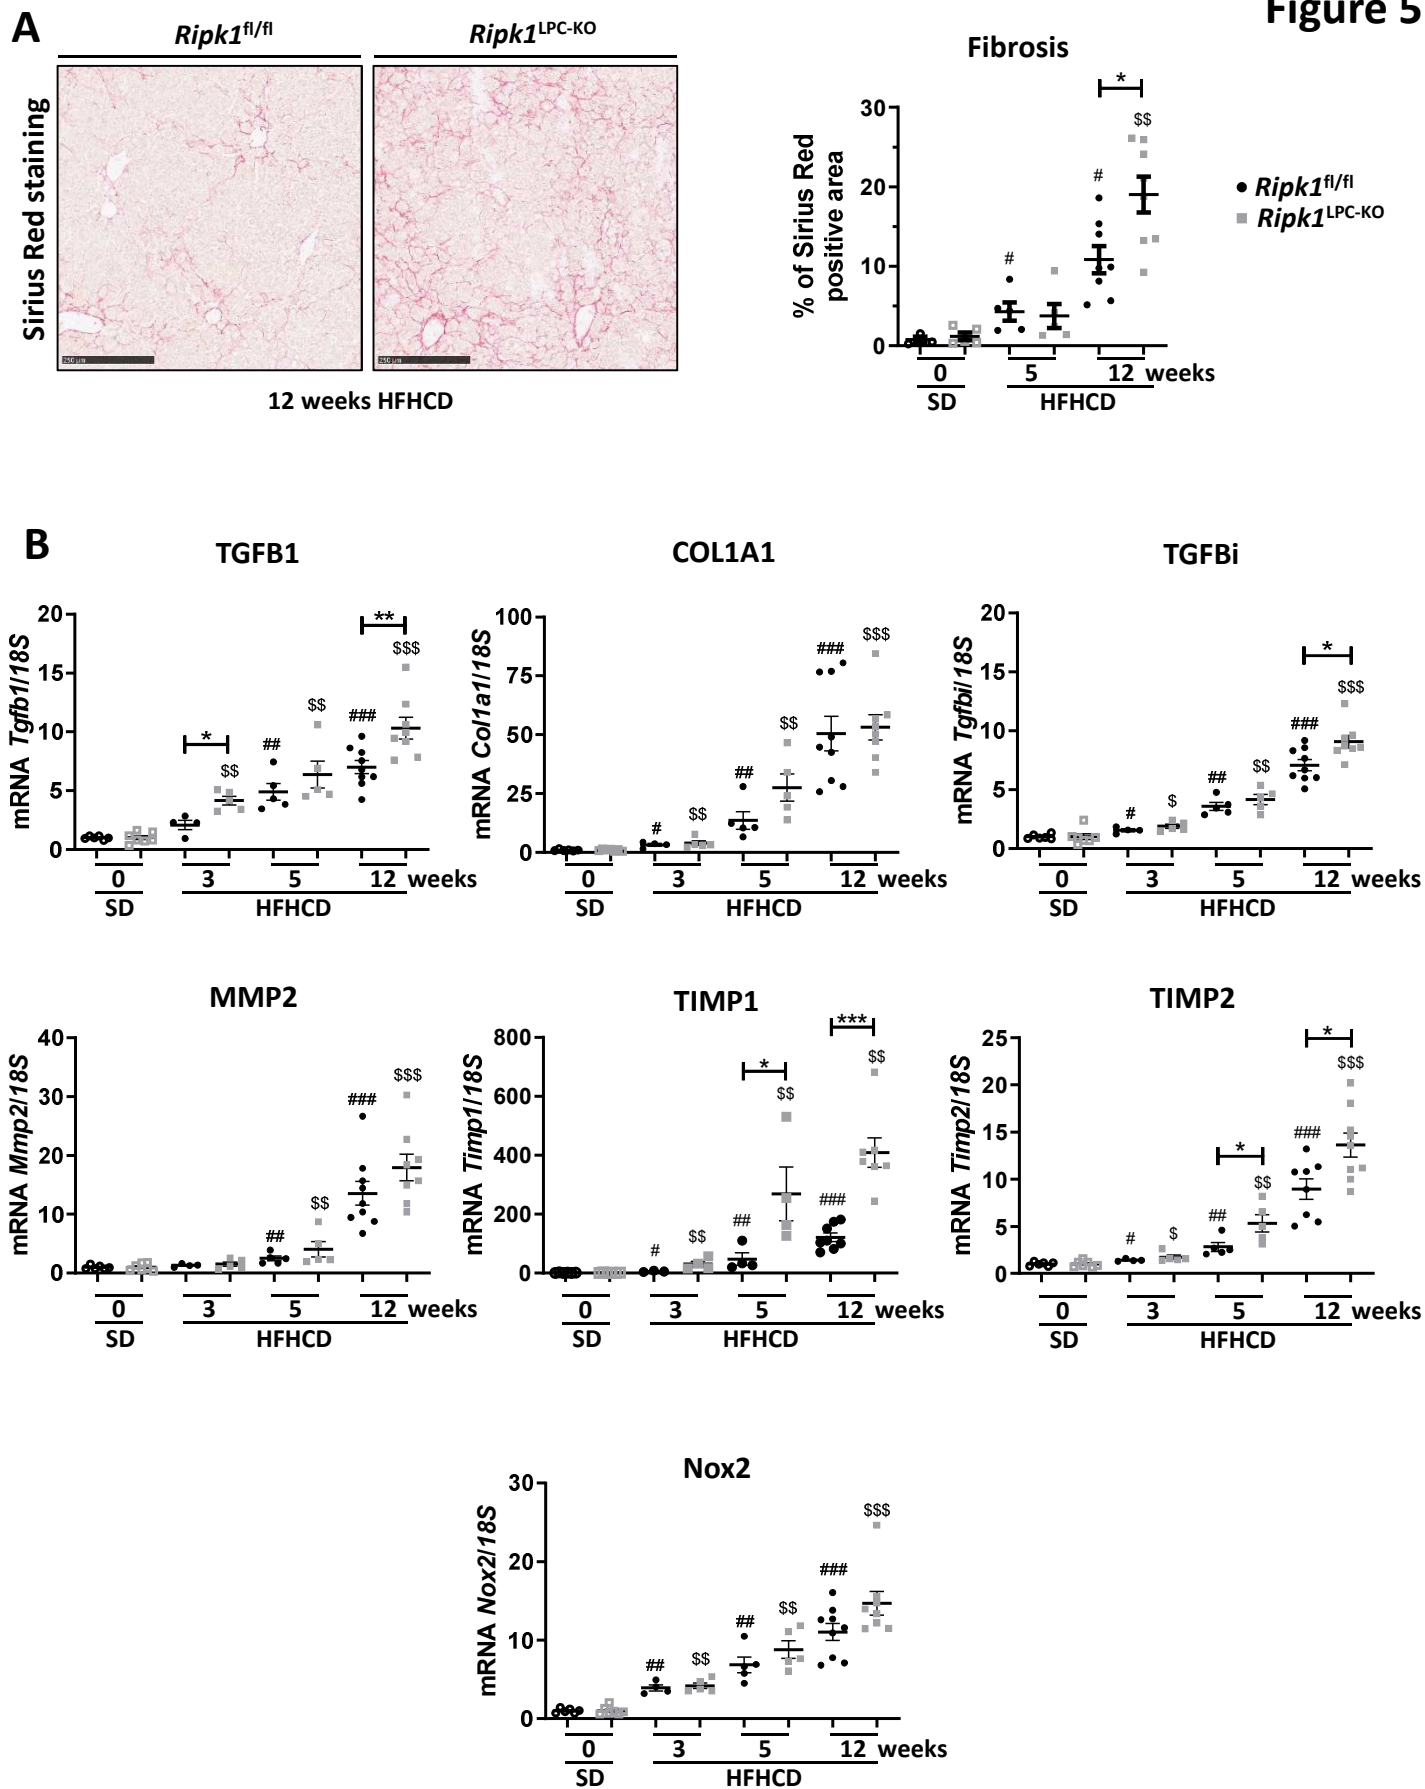 Figure 5
A
Ripk1fl/fl
Ripk1LPC-KO
Sirius Red staining
250 µm
250 µm
12 weeks HFHCD
Fibrosis
% of Sirius Red
positive area
30
20
10
0
#
#
$$
*
0
5
12 weeks
SD
HFHCD
Ripk1fl/fl
Ripk1LPC-KO
B
TGFB1
mRNA Tgfb1/18S
20
15
10
5
0
*
$$
##
$$
###
**
$$$
0
3
5
12 weeks
SD
HFHCD
COL1A1
mRNA Col1a1/18S
100
75
50
25
0
#
$$
##
$$
###
$$$
0
3
5
12 weeks
SD
HFHCD
TGFBi
mRNA Tgfbi/18S
20
15
10
5
0
#
$
##
$$
###
*
$$$
0
3
5
12 weeks
SD
HFHCD
MMP2
mRNA Mmp2/18S
40
30
20
10
0
##
$$
###
$$$
0
3
5
12 weeks
SD
HFHCD
TIMP1
mRNA Timp1/18S
800
600
400
200
0
#
$$
##
*
$$
###
***
$$
0
3
5
12 weeks
SD
HFHCD
TIMP2
mRNA Timp2/18S
25
20
15
10
5
0
#
$
##
*
$$
###
*
$$$
0
3
5
12 weeks
SD
HFHCD
Nox2
mRNA Nox2/18S
30
20
10
0
##
$$
##
$$
###
$$$
0
3
5
12 weeks
SD
HFHCD